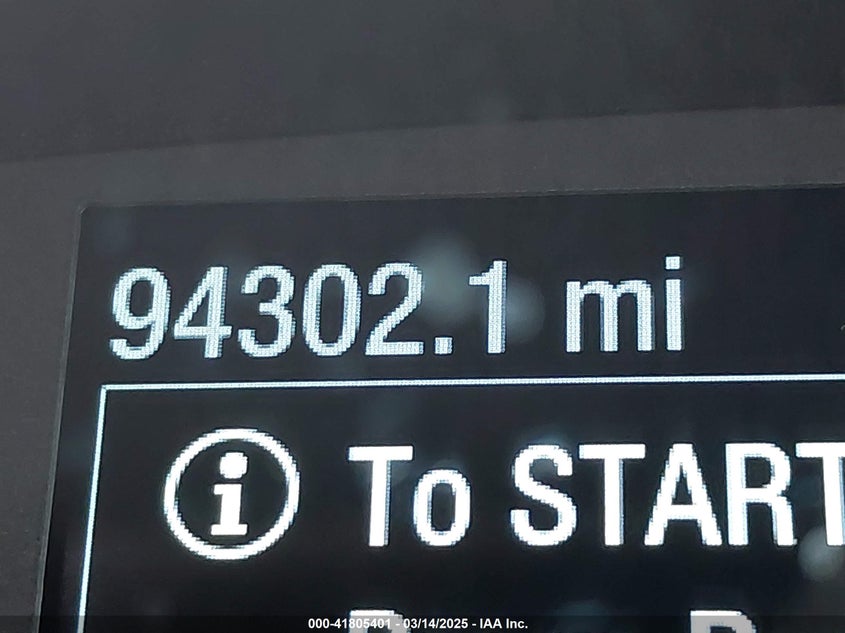 94302.1 mi
To START
000-41805401 - 03/14/2025 - IAA Inc.